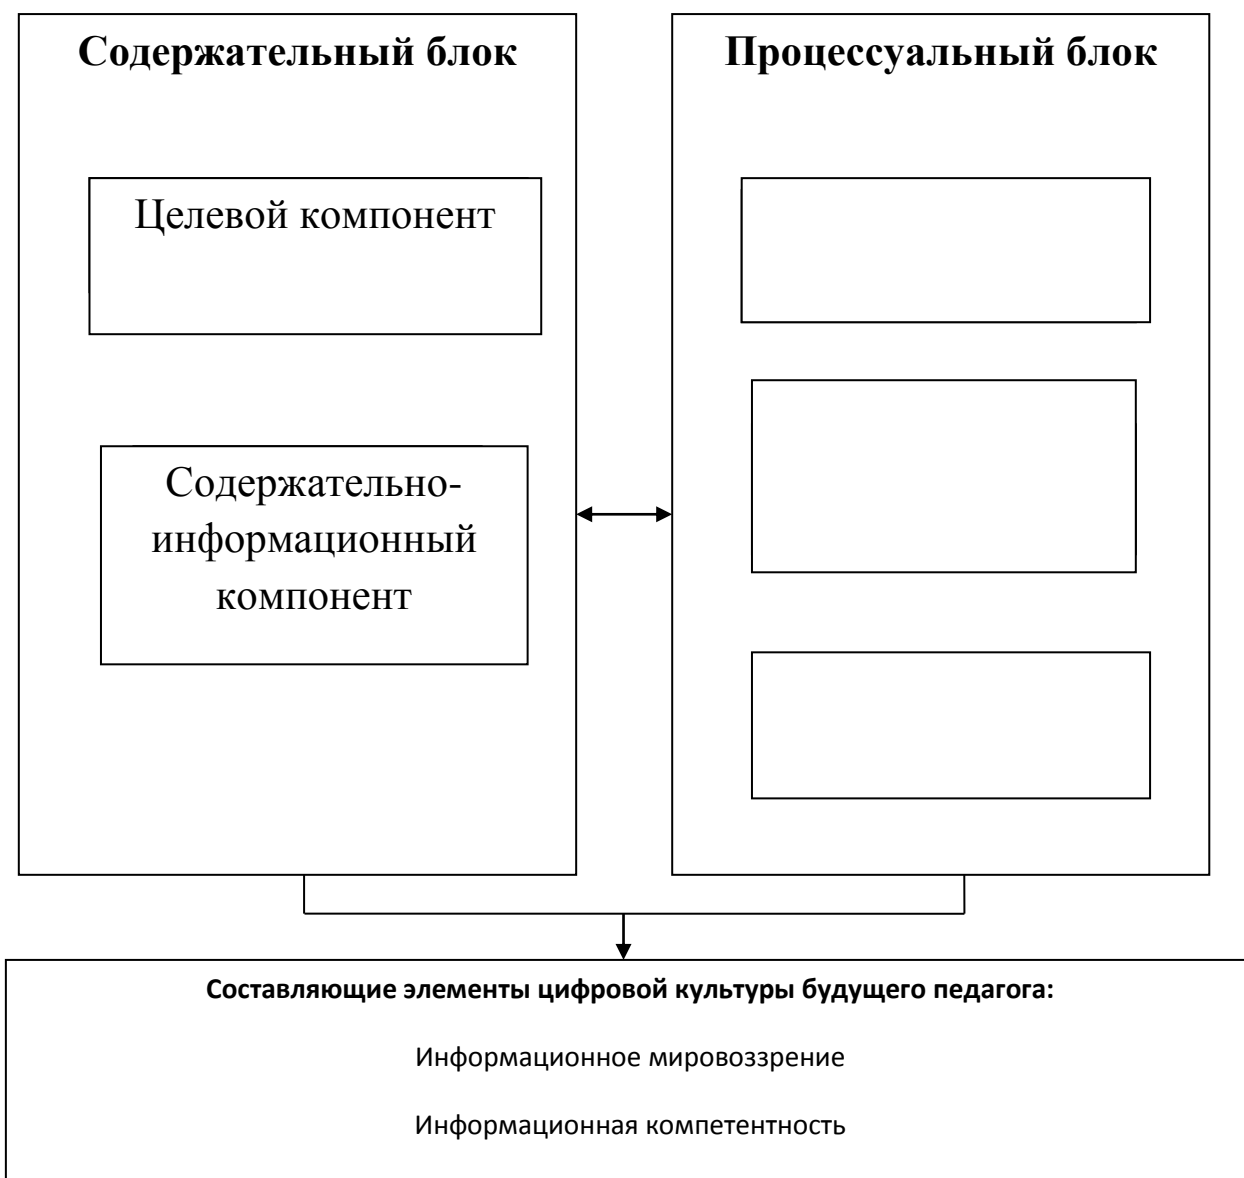 Содержательный блок
Процессуальный блок
Целевой компонент
Содержательно-
информационный
компонент
Составляющие элементы цифровой культуры будущего педагога:
Информационное мировоззрение
Информационная компетентность